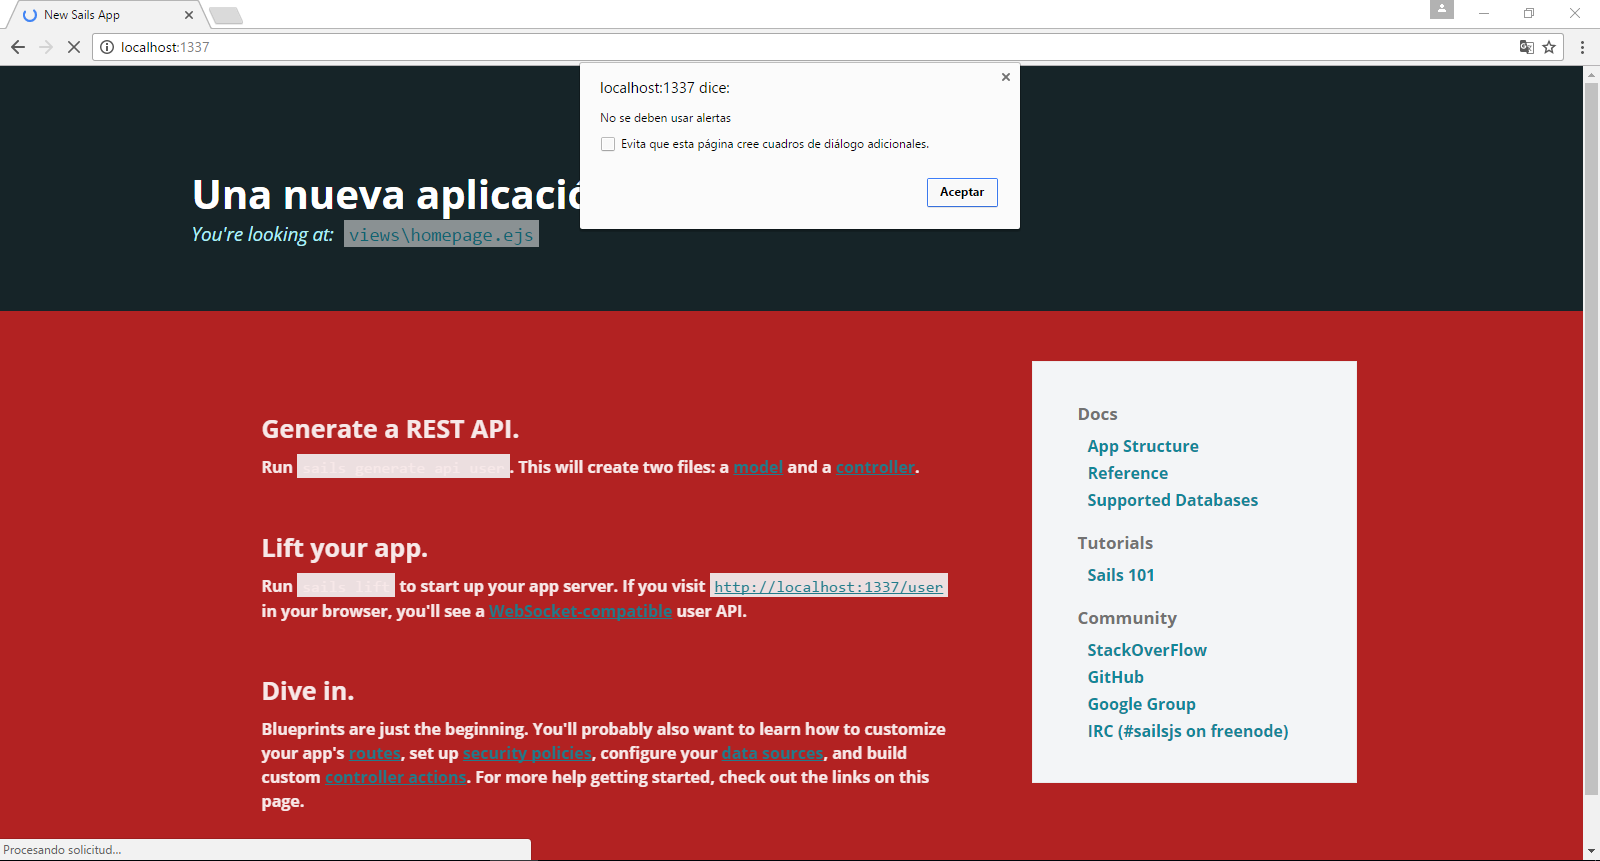 New Sails App
localhost:1337
localhost:1337 dice:
No se deben usar alertas
Evita que esta página cree cuadros de diálogo adicionales.
Aceptar
Una nueva aplicació
You're looking at: views\homepage.ejs
Generate a REST API.
Run sails generate api user. This will create two files: a model and a controller.
Lift your app.
Run sails lift to start up your app server. If you visit http://localhost:1337/user
in your browser, you'll see a WebSocket-compatible user API.
Dive in.
Blueprints are just the beginning. You'll probably also want to learn how to customize
your app's routes, set up security policies, configure your data sources, and build
custom controller actions. For more help getting started, check out the links on this
page.
Docs
App Structure
Reference
Supported Databases
Tutorials
Sails 101
Community
StackOverFlow
GitHub
Google Group
IRC (#sailsjs on freenode)
Procesando solicitud...